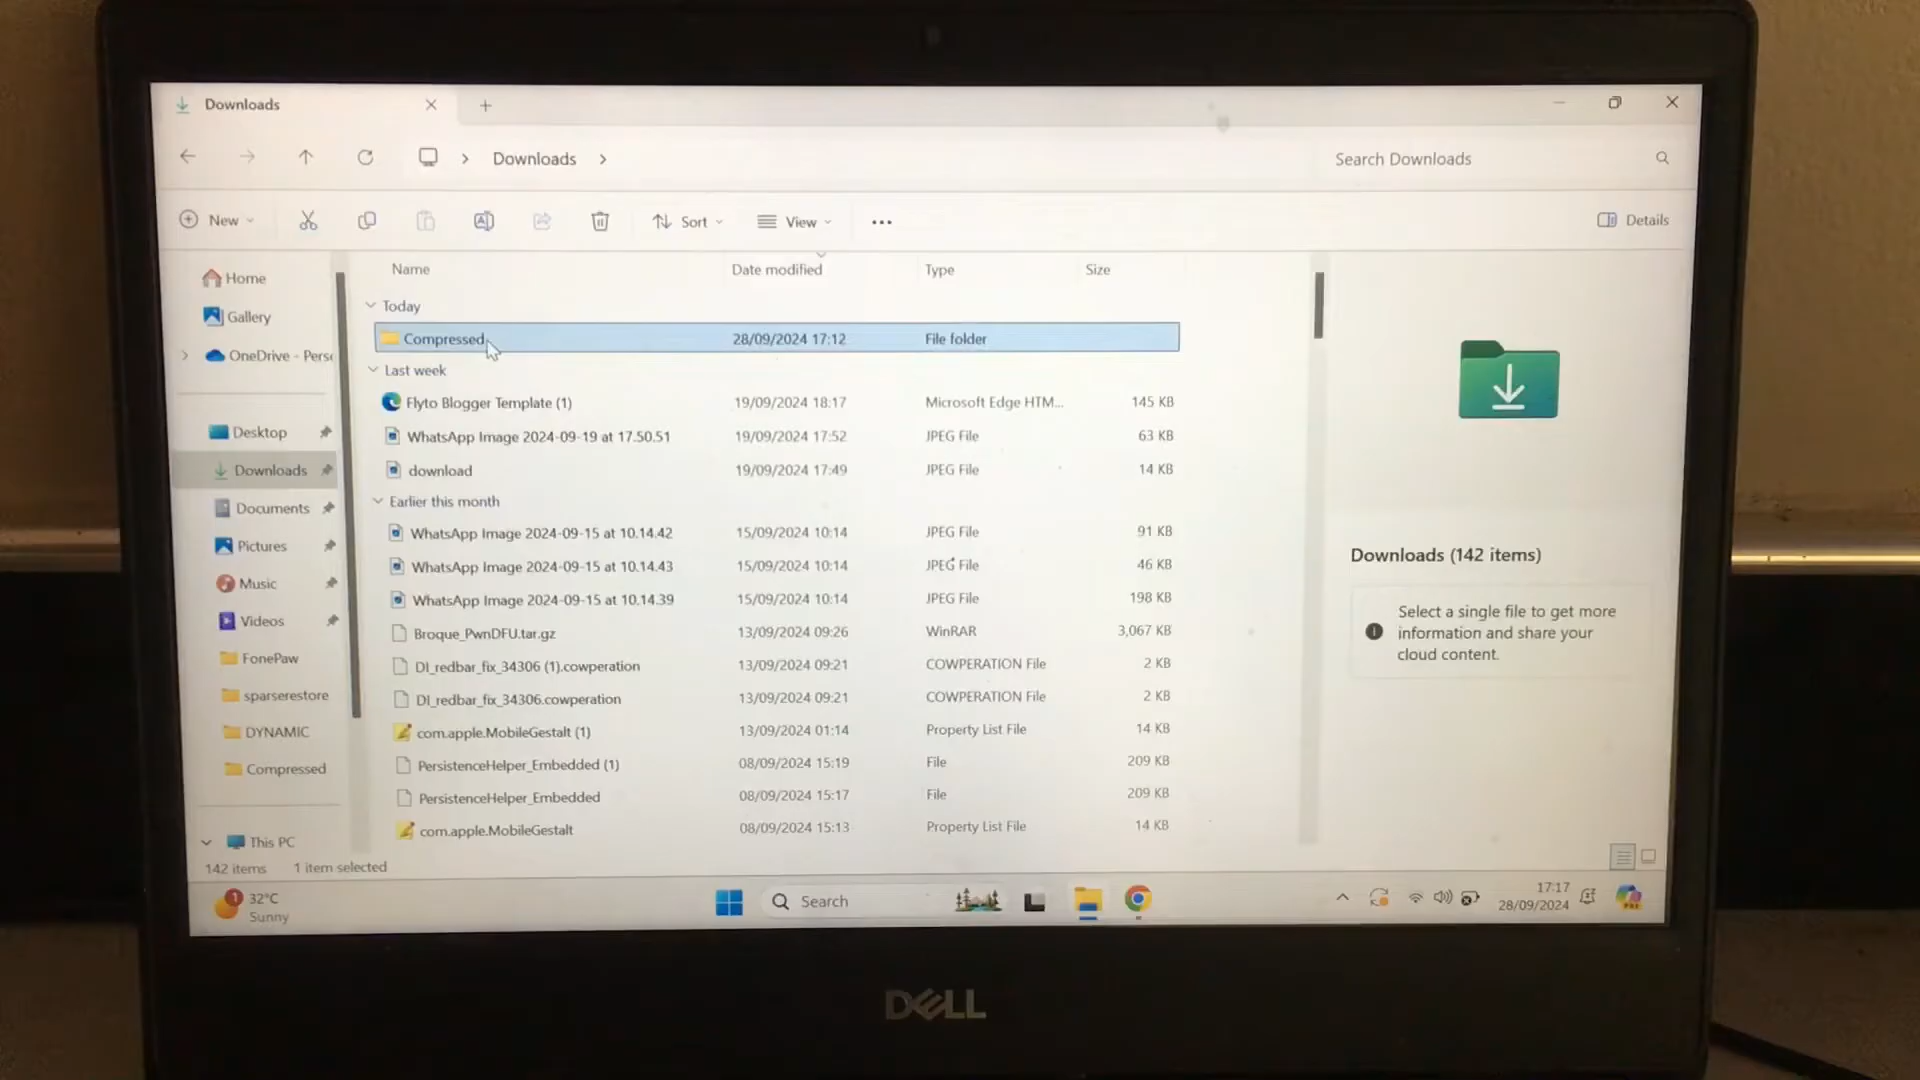 Downloads
Downloads
Search Downloads
New
Sort
View
Details
Home
Gallery
OneDrive - Pers
Desktop
Downloads
Documents
Pictures
Music
Videos
FonePaw
sparserestore
DYNAMIC
Compressed
This PC
142 items 1 item selected
Name Date modified Type Size
Today
Compressed 28/09/2024 17:12 File folder
Last week
Flyto Blogger Template (1) 19/09/2024 18:17 Microsoft Edge HTM... 145 KB
WhatsApp Image 2024-09-19 at 17.50.51 19/09/2024 17:52 JPEG File 63 KB
download 19/09/2024 17:49 JPEG File 14 KB
Earlier this month
WhatsApp Image 2024-09-15 at 10.14.42 15/09/2024 10:14 JPEG File 91 KB
WhatsApp Image 2024-09-15 at 10.14.43 15/09/2024 10:14 JPEG File 46 KB
WhatsApp Image 2024-09-15 at 10.14.39 15/09/2024 10:14 JPEG File 198 KB
Broque_PwnDFU.tar.gz 13/09/2024 09:26 WinRAR 3,067 KB
DI_redbar_fix_34306 (1).cowperation 13/09/2024 09:21 COWPERATION File 2 KB
DI_redbar_fix_34306.cowperation 13/09/2024 09:21 COWPERATION File 2 KB
com.apple.MobileGestalt (1) 13/09/2024 01:14 Property List File 14 KB
PersistenceHelper_Embedded (1) 08/09/2024 15:19 File 209 KB
PersistenceHelper_Embedded 08/09/2024 15:17 File 209 KB
com.apple.MobileGestalt 08/09/2024 15:13 Property List File 14 KB
Downloads (142 items)
Select a single file to get more
information and share your
cloud content.
1
32°C
Sunny
Search
17:17
28/09/2024
DELL